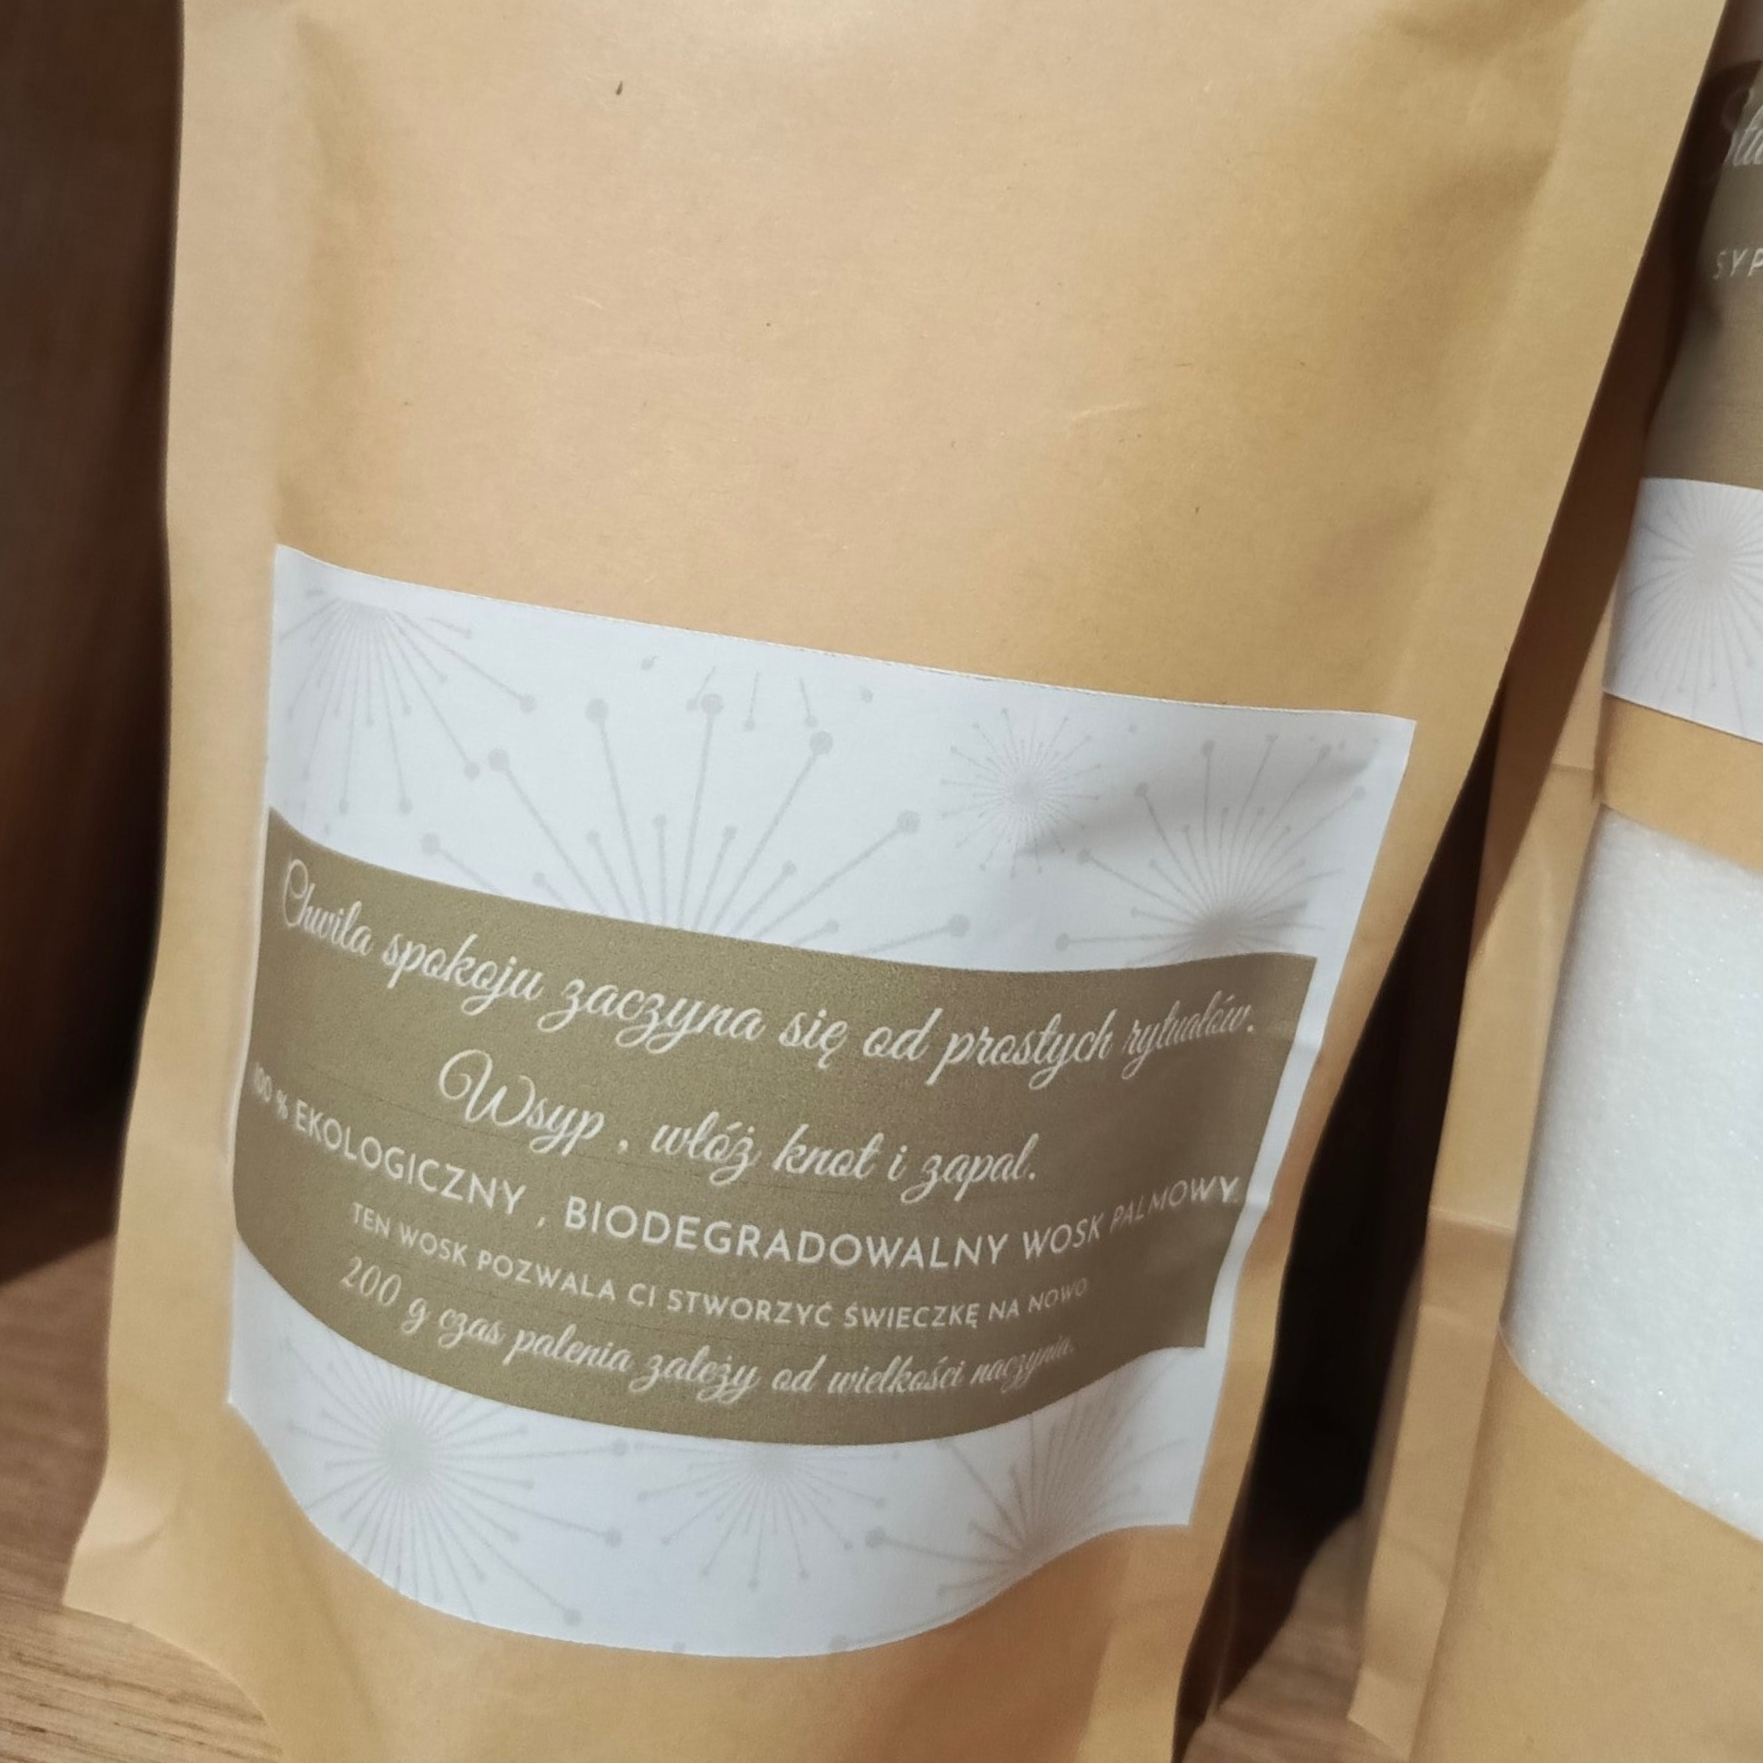 Chwila spokoju zaczyna się od prostych rytuałów.
Wsyp , włóż knot i zapal.
100 % EKOLOGICZNY , BIODEGRADOWALNY WOSK PALMOWY.
TEN WOSK POZWALA CI STWORZYĆ ŚWIECZKĘ NA NOWO
200 g czas palenia zależy od wielkości naczynia.